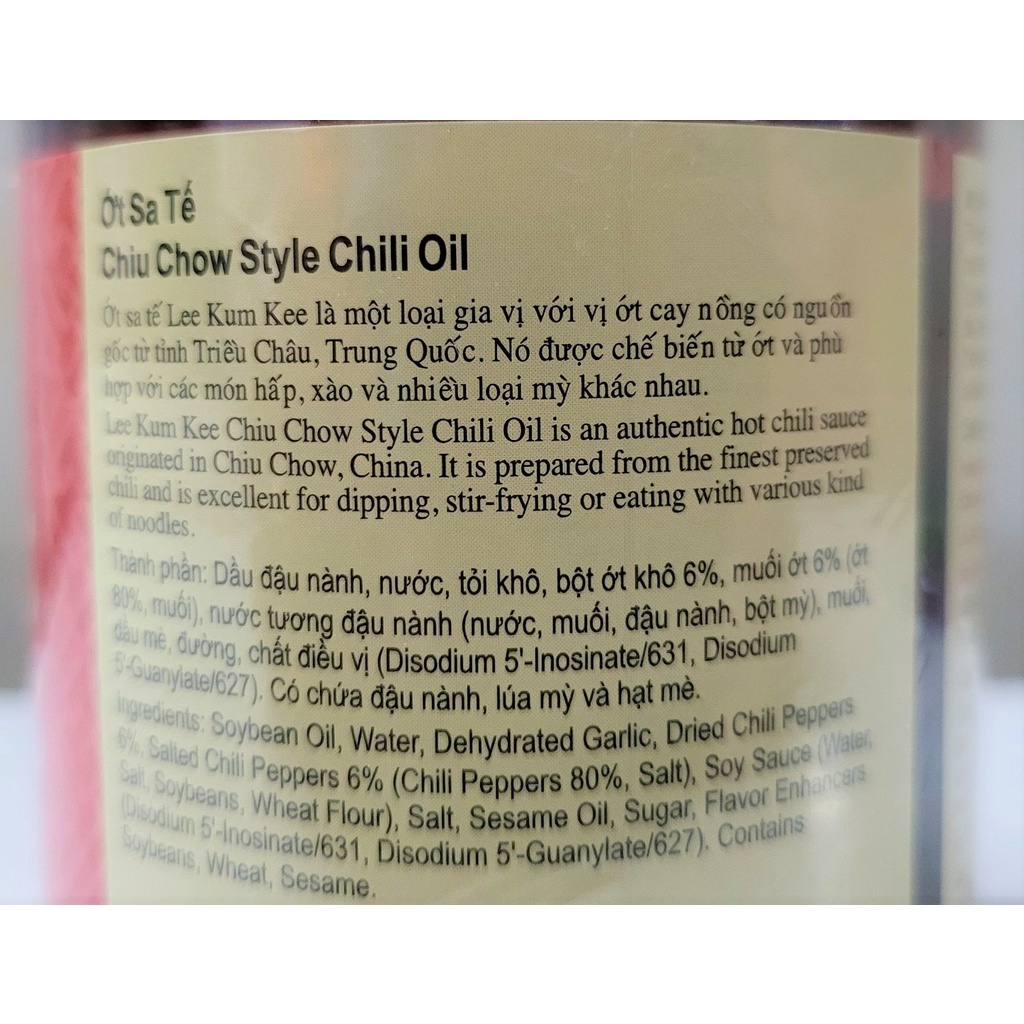 Ớt Sa Tế
Chiu Chow Style Chili Oil
Ớt sa tế Lee Kum Kee là một loại gia vị với vị ớt cay nồng có nguồn
gốc từ tỉnh Triều Châu, Trung Quốc. Nó được chế biến từ ớt và phù
hợp với các món hấp, xào và nhiều loại mỳ khác nhau.
Lee Kum Kee Chiu Chow Style Chili Oil is an authentic hot chili sauce
originated in Chiu Chow, China. It is prepared from the finest preserved
chili and is excellent for dipping, stir-frying or eating with various kind
of noodles.
Thành phần: Dầu đậu nành, nước, tỏi khô, bột ớt khô 6%, muối ớt 6% (ớt
80%, muối), nước tương đậu nành (nước, muối, đậu nành, bột mỳ), muối,
dầu mè, đường, chất điều vị (Disodium 5'-Inosinate/631, Disodium
5'-Guanylate/627). Có chứa đậu nành, lúa mỳ và hạt mè.
Ingredients: Soybean Oil, Water, Dehydrated Garlic, Dried Chili Peppers
6%, Salted Chili Peppers 6% (Chili Peppers 80%, Salt), Soy Sauce (Water,
Salt, Soybeans, Wheat Flour), Salt, Sesame Oil, Sugar, Flavor Enhancers
(Disodium 5'-Inosinate/631, Disodium 5'-Guanylate/627). Contains
Soybeans, Wheat, Sesame.